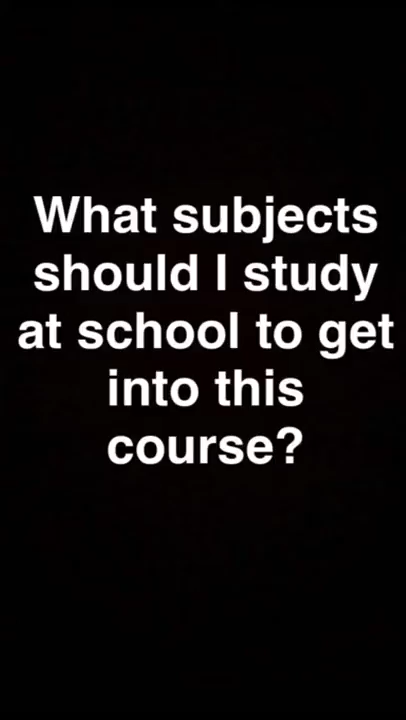 What subjects
should I study
at school to get
into this
course?